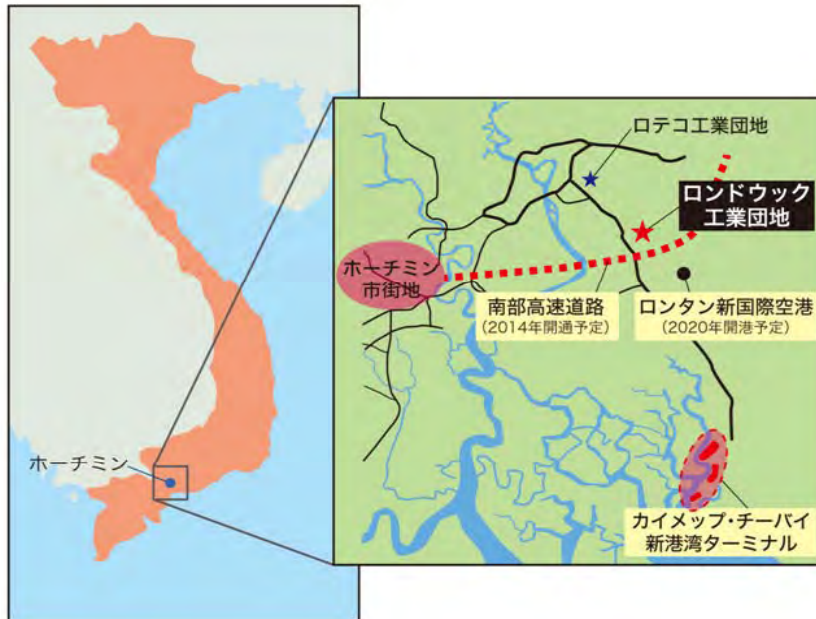 ホーチミン
ロテコ工業団地
ロンドウック
工業団地
ホーチミン
市街地
南部高速道路
(2014年開通予定)
ロンタン新国際空港
(2020年開港予定)
カイメップ・チーバイ
新港湾ターミナル